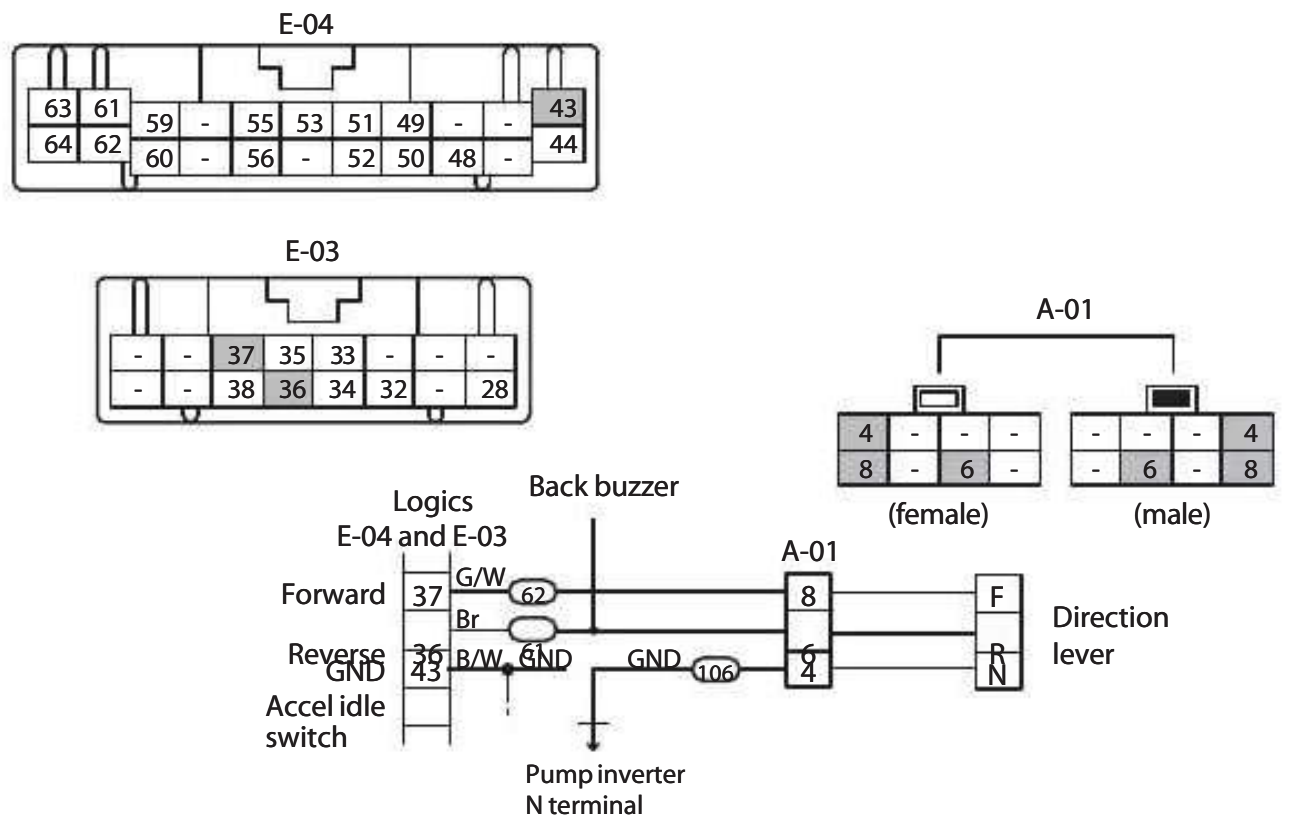 E-04
63 61 59 - 55 53 51 49 - - 43
64 62 60 - 56 - 52 50 48 - 44
E-03
- - 37 35 33 - - -
- - 38 36 34 32 - 28
A-01
4 - - -
8 - 6 -
(female)
- - - 4
- 6 - 8
(male)
Back buzzer
Logics
E-04 and E-03
A-01
Forward 37 G/W 62 8 F
Br
Reverse 36 61 6 R
GND 43 B/W GND GND 106 4 N
Direction
lever
Accel idle
switch
Pump inverter
N terminal